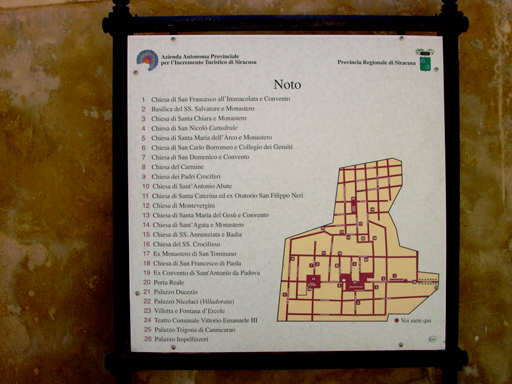 Azienda Autonoma Provinciale
per l'Incremento Turistico di Siracusa
Provincia Regionale di Siracusa
Noto
1 Chiesa di San Francesco all'Immacolata e Convento
2 Basilica del SS. Salvatore e Monastero
3 Chiesa di Santa Chiara e Monastero
4 Chiesa di San Nicolò Cattedrale
5 Chiesa di Santa Maria dell'Arco e Monastero
6 Chiesa di San Carlo Borromeo e Collegio dei Gesuiti
7 Chiesa di San Domenico e Convento
8 Chiesa del Carmine
9 Chiesa dei Padri Crociferi
10 Chiesa di Sant'Antonio Abate
11 Chiesa di Santa Caterina ed ex Oratorio San Filippo Neri
12 Chiesa di Montevergini
13 Chiesa di Santa Maria del Gesù e Convento
14 Chiesa di Sant'Agata e Monastero
15 Chiesa di SS. Annunziata e Badia
16 Chiesa del SS. Crocifisso
17 Ex Monastero di San Tommaso
18 Chiesa di San Francesco di Paola
19 Ex Convento di Sant'Antonio da Padova
20 Porta Reale
21 Palazzo Ducezio
22 Palazzo Nicolaci (Villadorata)
23 Villetta e Fontana d'Ercole
24 Teatro Comunale Vittorio Emanuele III
25 Palazzo Trigona di Cannicarao
26 Palazzo Impellizzeri
Voi siete qui